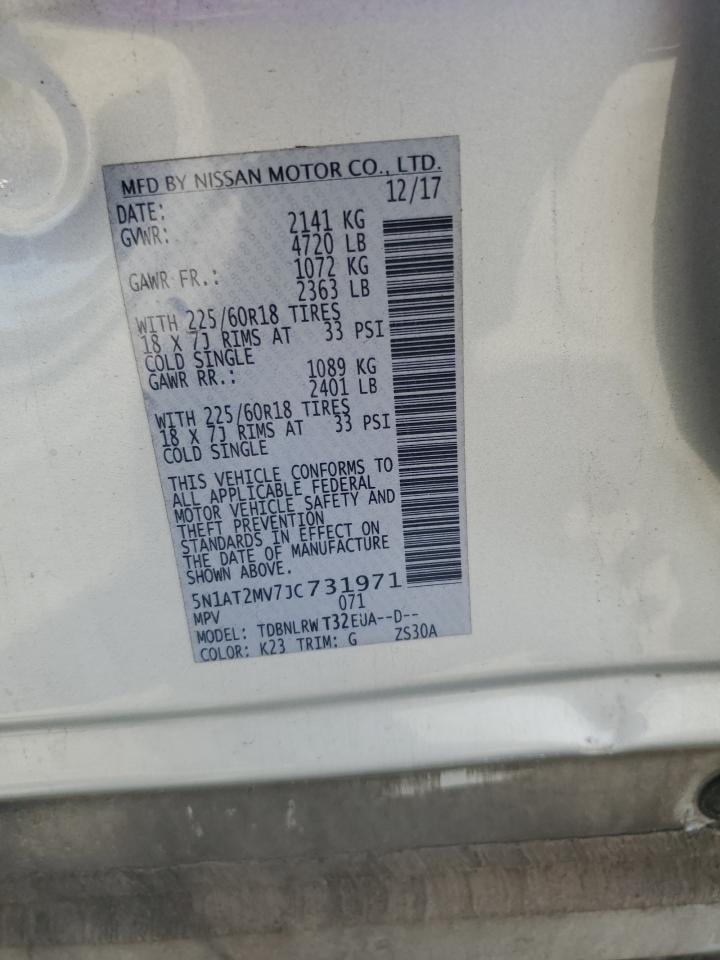 MFD BY NISSAN MOTOR CO., LTD.
DATE: 12/17
GVWR: 2141 KG
4720 LB
GAWR FR.: 1072 KG
2363 LB
WITH 225/60R18 TIRES
18 X 7J RIMS AT 33 PSI
COLD SINGLE
GAWR RR.: 1089 KG
2401 LB
WITH 225/60R18 TIRES
18 X 7J RIMS AT 33 PSI
COLD SINGLE
THIS VEHICLE CONFORMS TO
ALL APPLICABLE FEDERAL
MOTOR VEHICLE SAFETY AND
THEFT PREVENTION
STANDARDS IN EFFECT ON
THE DATE OF MANUFACTURE
SHOWN ABOVE.
5N1AT2MV7JC731971
MPV 071
MODEL: TDBNLRWT32EUA--D--
COLOR: K23 TRIM: G ZS30A